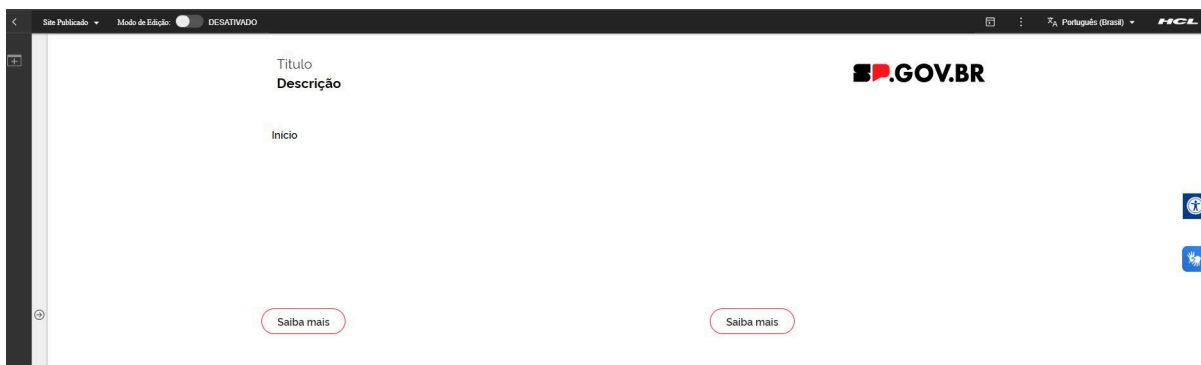 Site Publicado Modo de Edição: DESATIVADO Português (Brasil) HCL
Titulo
Descrição
SP.GOV.BR
Início
Saiba mais Saiba mais